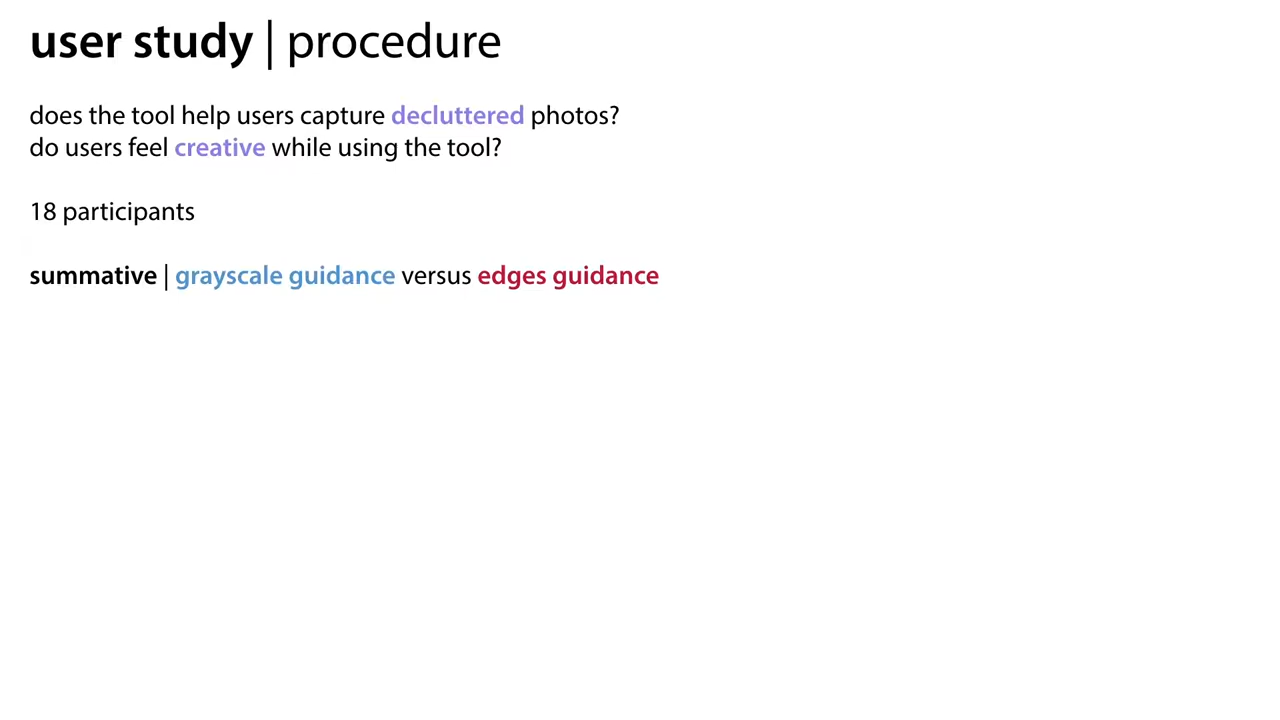 user study | procedure
does the tool help users capture decluttered photos?
do users feel creative while using the tool?
18 participants
summative | grayscale guidance versus edges guidance